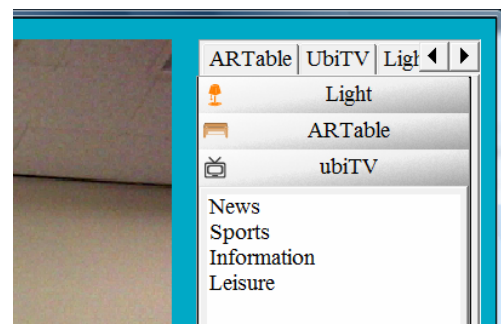 ARTable UbiTV
Light
ARTable
ubiTV
News
Sports
Information
Leisure